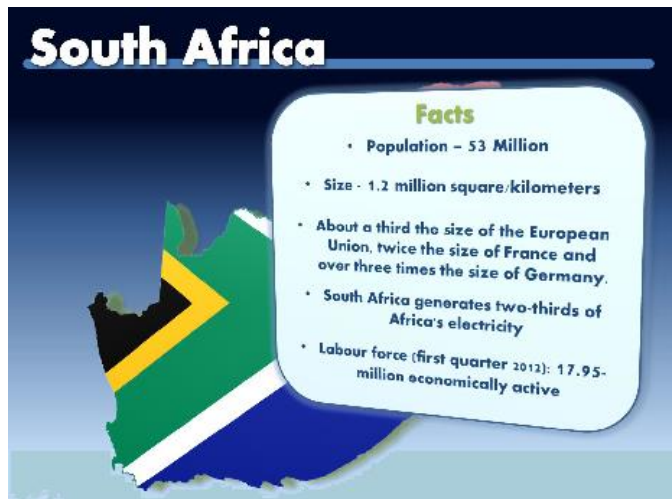 South Africa
Facts
• Population – 53 Million
• Size - 1.2 million square/kilometers
• About a third the size of the European
Union, twice the size of France and
over three times the size of Germany.
• South Africa generates two-thirds of
Africa's electricity
• Labour force (first quarter 2012): 17.95-
million economically active